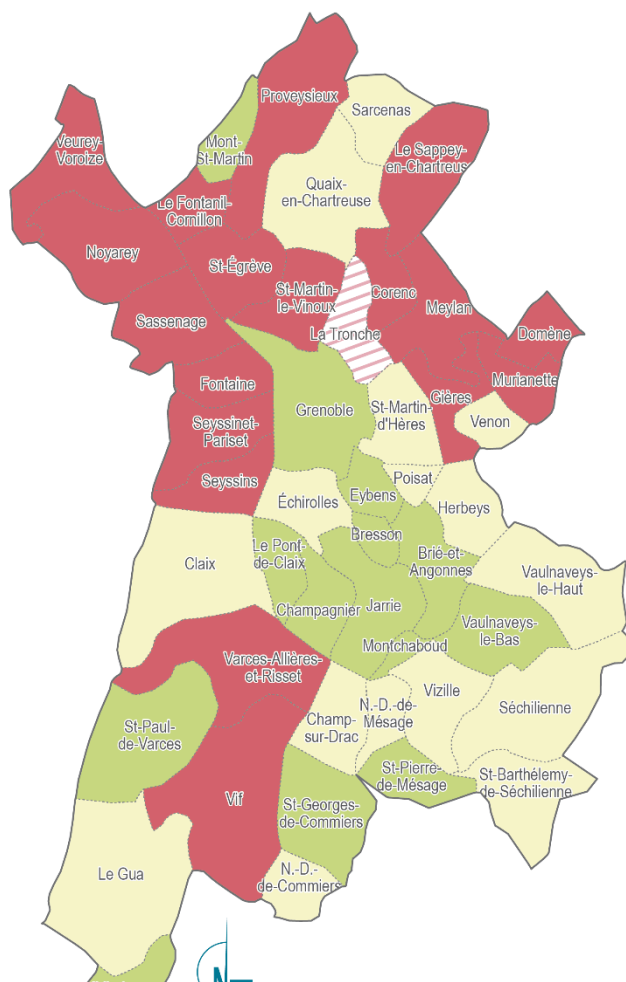 Proveysieux
Sarcenas
Veurey-
Voroize
Mont-
St-Martin
Le Sappey-
en-Chartreuse
Quaix-
en-Chartreuse
Le Fontanil-
Cornillon
Noyarey
St-Égrève
St-Martin-
le-Vinoux
Corenc
Meylan
Sassenage
La Tronche
Domène
Murianette
Fontaine
Gières
Grenoble
St-Martin-
d'Hères
Venon
Seyssinet-
Pariset
Seyssins
Poisat
Eybens
Échirolles
Herbeys
Bresson
Le Pont-
de-Claix
Brié-et-
Angonnes
Claix
Vaulnaveys-
le-Haut
Champagnier
Jarrie
Vaulnaveys-
le-Bas
Montchaboud
Varces-Allières-
et-Risset
Vizille
N.-D.-de-
Mésage
Séchilienne
Champ-
sur-Drac
St-Paul-
de-Varces
St-Pierre-
de-Mésage
St-Barthélemy-
de-Séchilienne
Vif
St-Georges-
de-Commiers
Le Gua
N.-D.-
de-Commiers
N